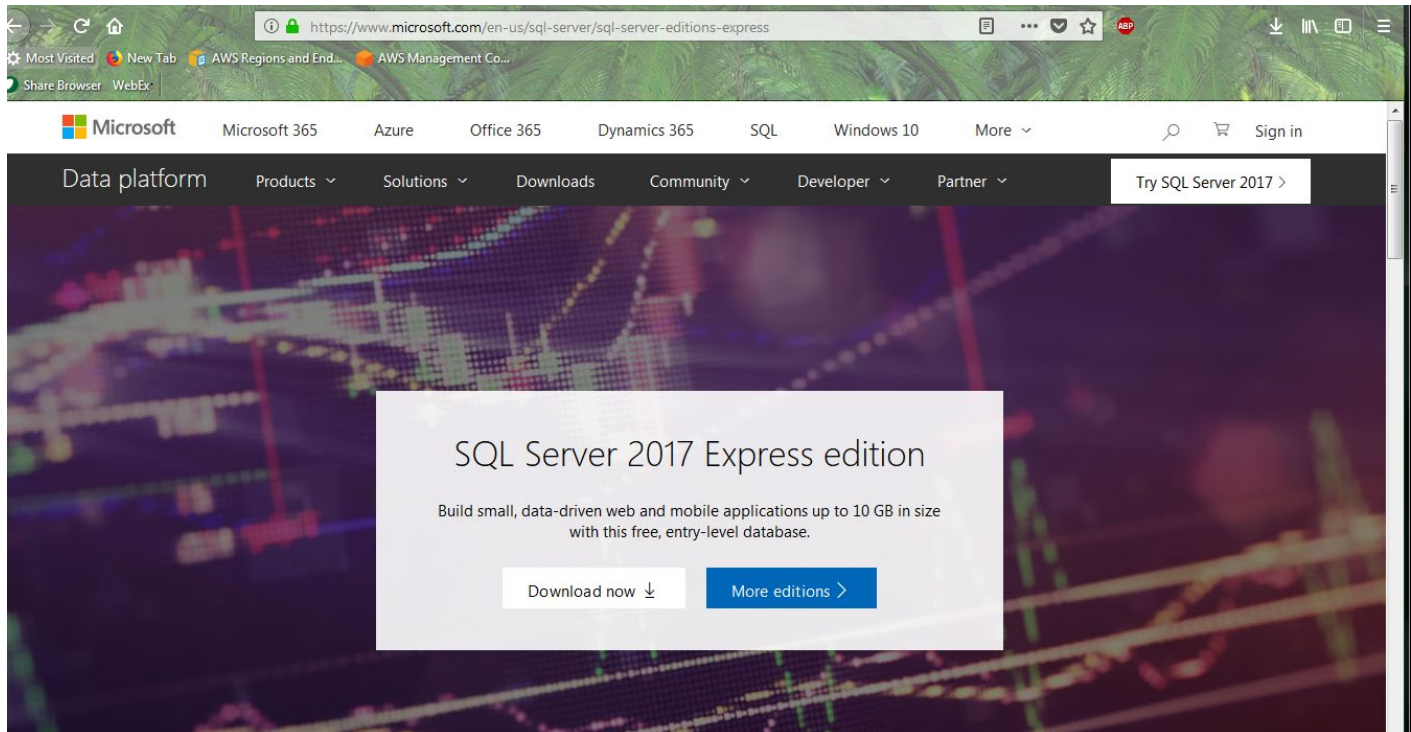 https://www.microsoft.com/en-us/sql-server/sql-server-editions-express
ABP
Most Visited New Tab AWS Regions and End... AWS Management Co...
Share Browser WebEx
Microsoft Microsoft 365 Azure Office 365 Dynamics 365 SQL Windows 10 More Sign in
Data platform Products Solutions Downloads Community Developer Partner Try SQL Server 2017 >
SQL Server 2017 Express edition
Build small, data-driven web and mobile applications up to 10 GB in size
with this free, entry-level database.
Download now More editions >